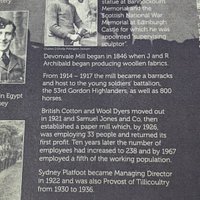 statue at Bannockburn
Memorial and the
Scottish National War
Memorial at Edinburgh
Castle for which he was
appointed "supervising
sculptor".
Devonvale Mill began in 1846 when J and R
Archibald began producing woollen fabrics.
From 1914 – 1917 the mill became a barracks
and host to the young soldiers' battalion,
the 53rd Gordon Highlanders, as well as 800
horses.
in Egypt
ney
British Cotton and Wool Dyers moved out
in 1921 and Samuel Jones and Co, then
established a paper mill which, by 1926,
was employing 33 people and returned its
first profit. Ten years later the number of
employees had increased to 238 and by 1967
employed a fifth of the working population.
Sydney Platfoot became Managing Director
in 1922 and was also Provost of Tillicoultry
from 1930 to 1936.